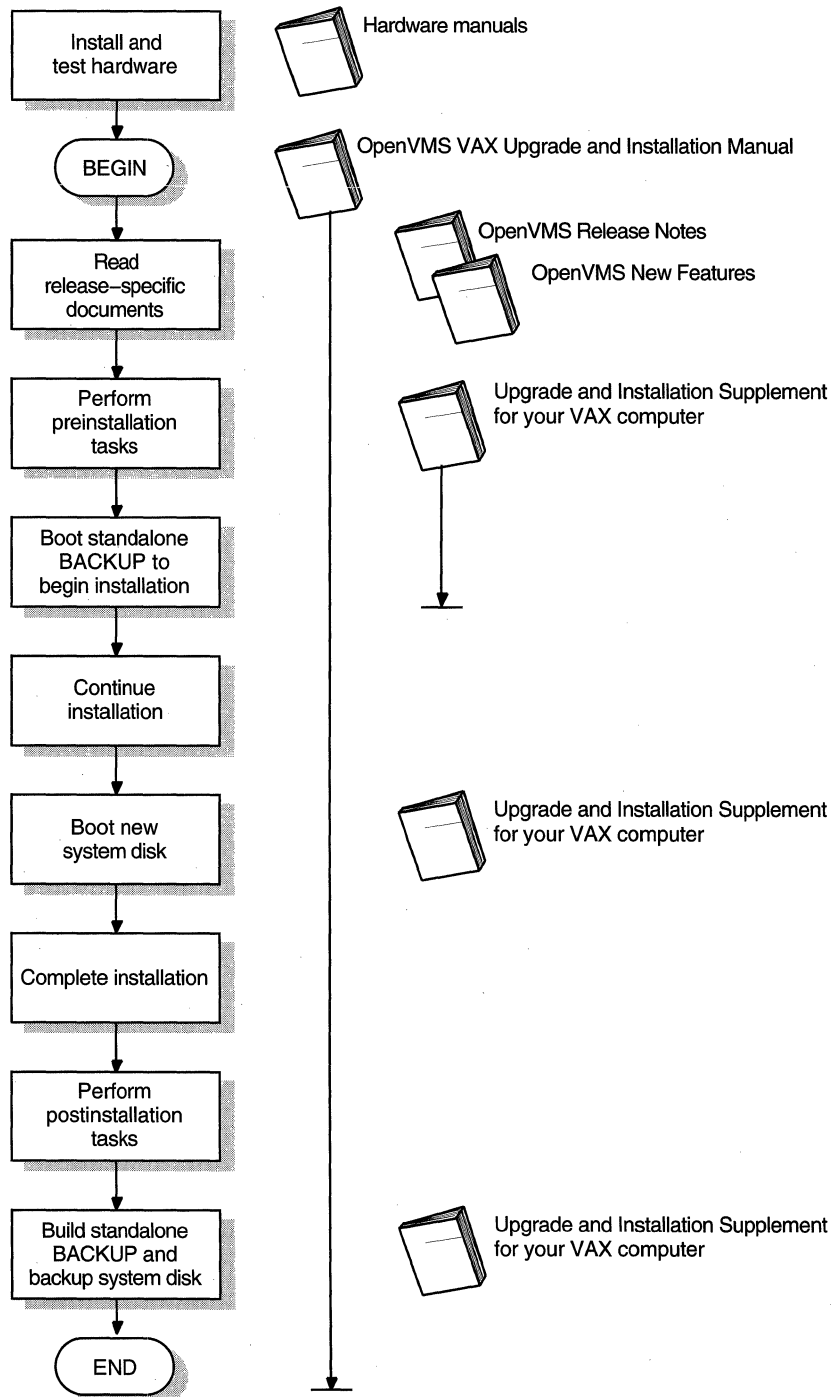 Install and
test hardware
Hardware manuals
BEGIN
OpenVMS VAX Upgrade and Installation Manual
Read
release–specific
documents
OpenVMS Release Notes
OpenVMS New Features
Perform
preinstallation
tasks
Upgrade and Installation Supplement
for your VAX computer
Boot standalone
BACKUP to
begin installation
Continue
installation
Boot new
system disk
Upgrade and Installation Supplement
for your VAX computer
Complete installation
Perform
postinstallation
tasks
Build standalone
BACKUP and
backup system disk
Upgrade and Installation Supplement
for your VAX computer
END